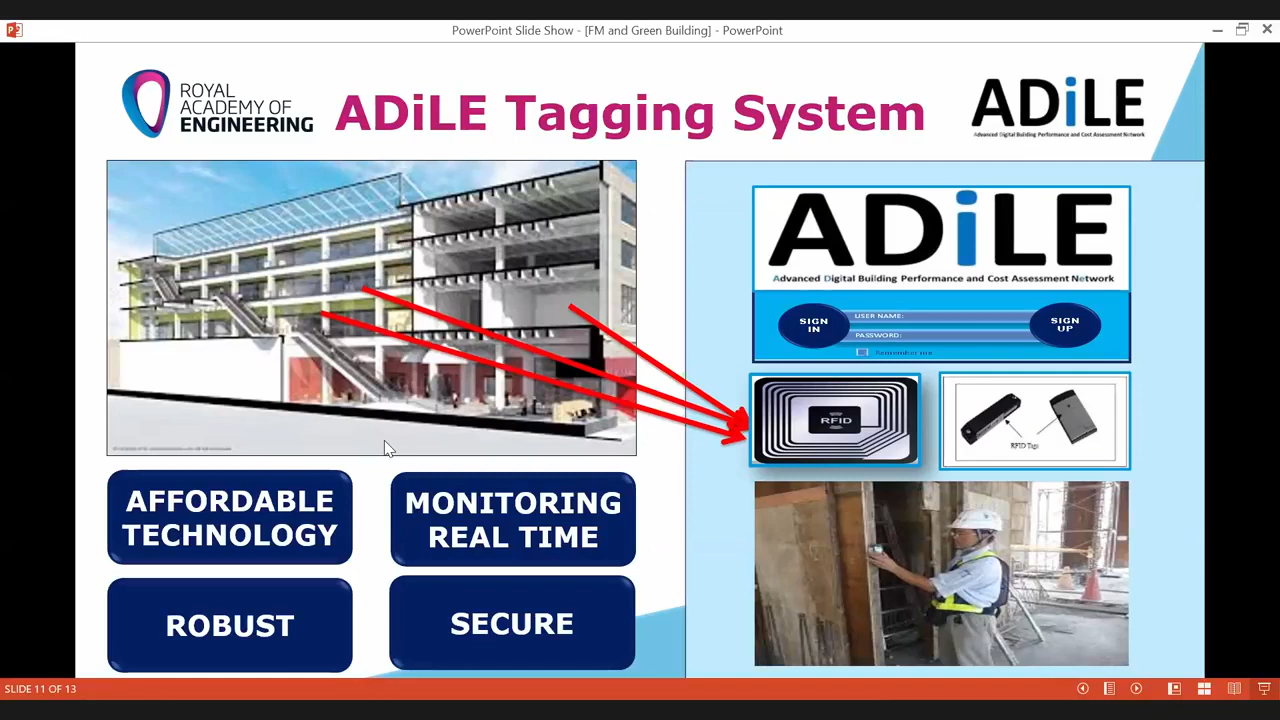 PowerPoint Slide Show - [FM and Green Building] - PowerPoint
ROYAL
ACADEMY OF
ENGINEERING
ADiLE Tagging System
ADiLE
Advanced Digital Building Performance and Cost Assessment Network
ADiLE
Advanced Digital Building Performance and Cost Assessment Network
SIGN
IN
USER NAME:
PASSWORD:
Remember me
SIGN
UP
RFID
RFID Tags
AFFORDABLE
TECHNOLOGY
MONITORING
REAL TIME
ROBUST
SECURE
SLIDE 11 OF 13